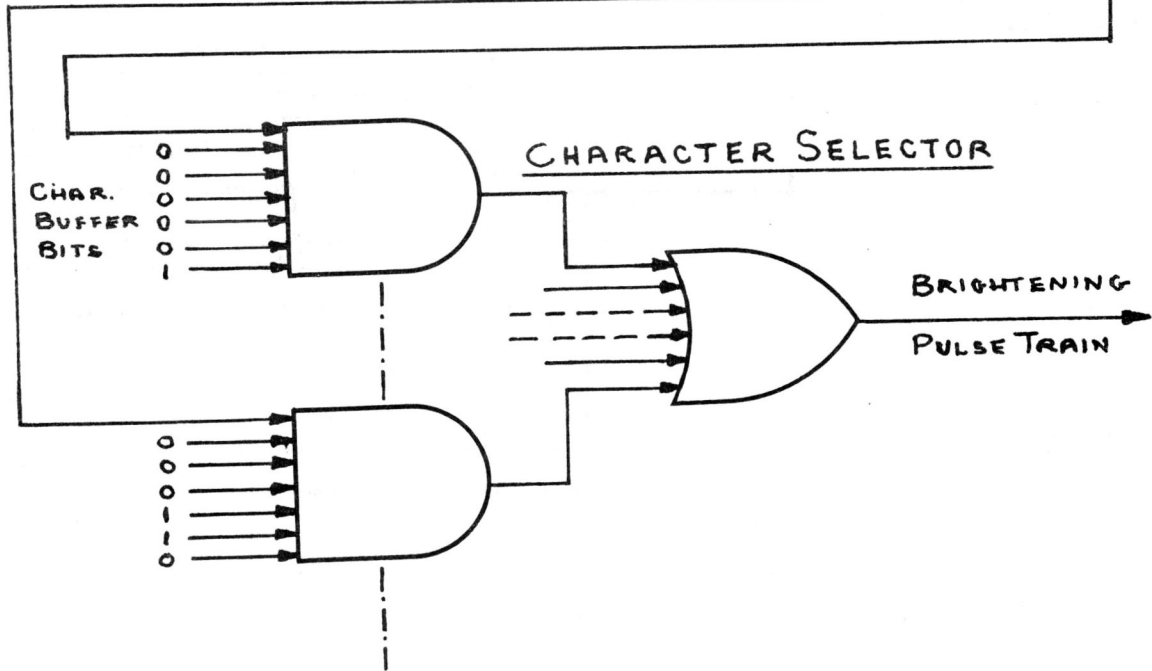 CHARACTER SELECTOR
0
0
CHAR.
0
BUFFER
0
BITS
0
1
BRIGHTENING
PULSE TRAIN
0
0
0
1
1
0